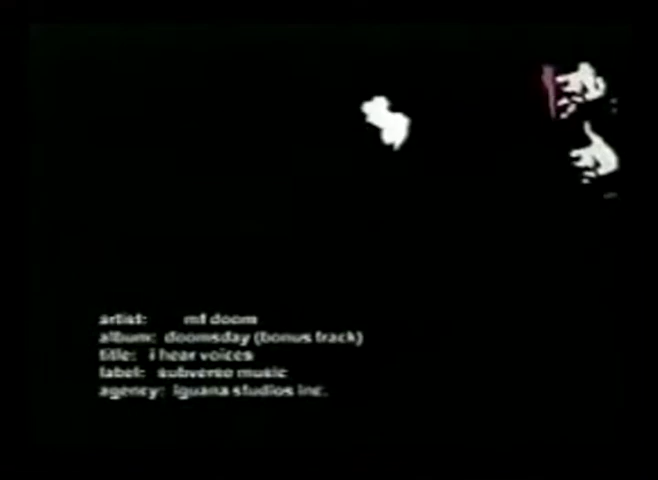 artist: mf doom
album: doomsday (bonus track)
title: i hear voices
label: subverse music
agency: iguana studios inc.